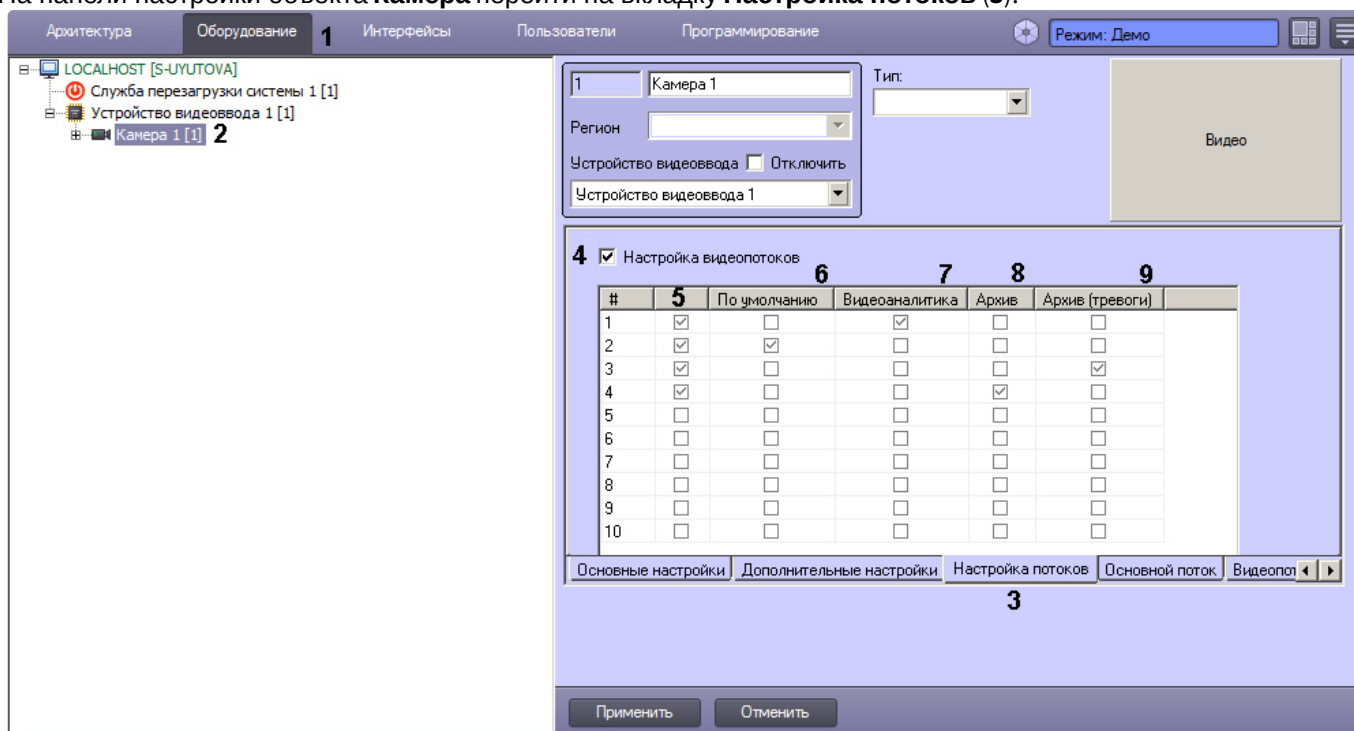 На панели настройки объекта Камера перейти на вкладку Настройка потоков (3).
Архитектура Оборудование 1 Интерфейсы Пользователи Программирование Режим: Демо
LOCALHOST [S-UYUTOVA]
Служба перезагрузки системы 1 [1]
Устройство видеоввода 1 [1]
Камера 1 [1] 2
1 Камера 1 Тип:
Регион
Видео
Устройство видеоввода Отключить
Устройство видеоввода 1
4 Настройка видеопотоков
6 7 8 9
# 5 По умолчанию Видеоаналитика Архив Архив (тревоги)
1
2
3
4
5
6
7
8
9
10
Основные настройки Дополнительные настройки Настройка потоков Основной поток Видеопот
3
Применить Отменить